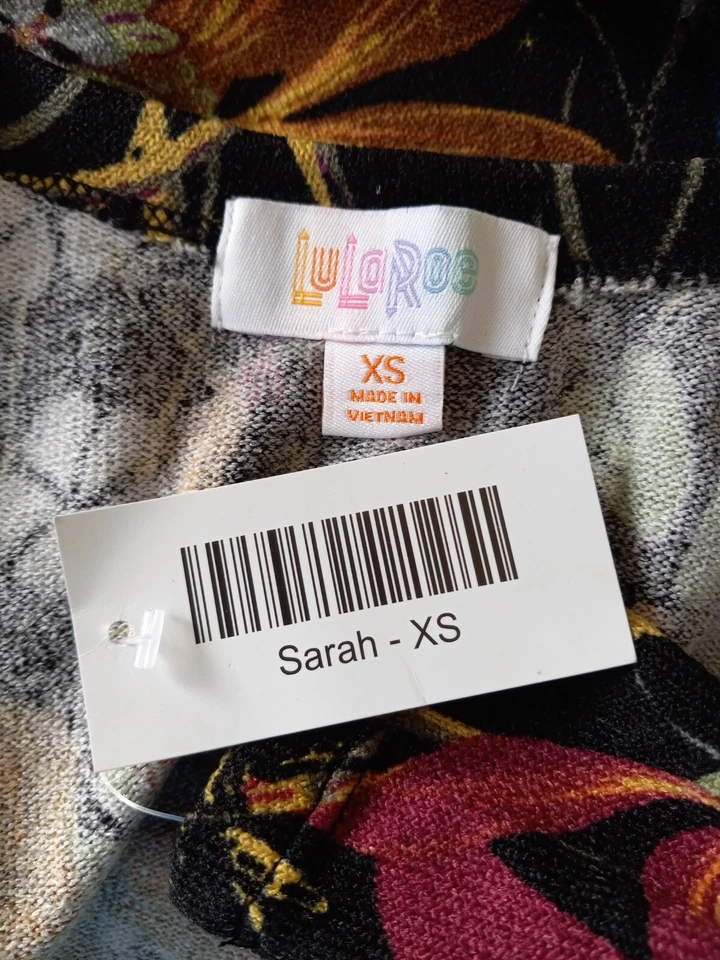 LuLaRoe
XS
MADE IN
VIETNAM
Sarah - XS